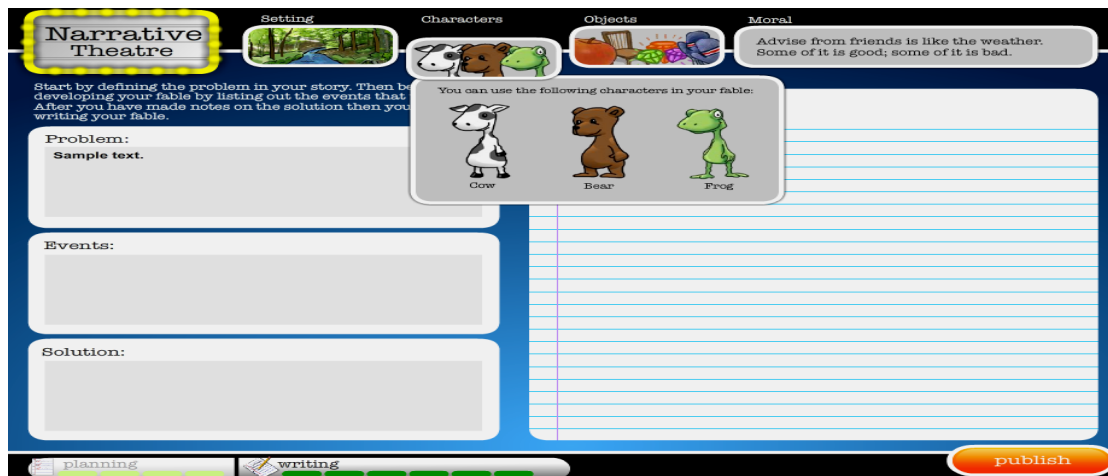 Narrative
Theatre
Setting
Characters
Objects
Moral
Advise from friends is like the weather.
Some of it is good; some of it is bad.
Start by defining the problem in your story. Then be
developing your fable by listing out the events that
After you have made notes on the solution then you
writing your fable.
You can use the following characters in your fable:
Cow
Bear
Frog
Problem:
Sample text.
Events:
Solution:
planning
writing
publish